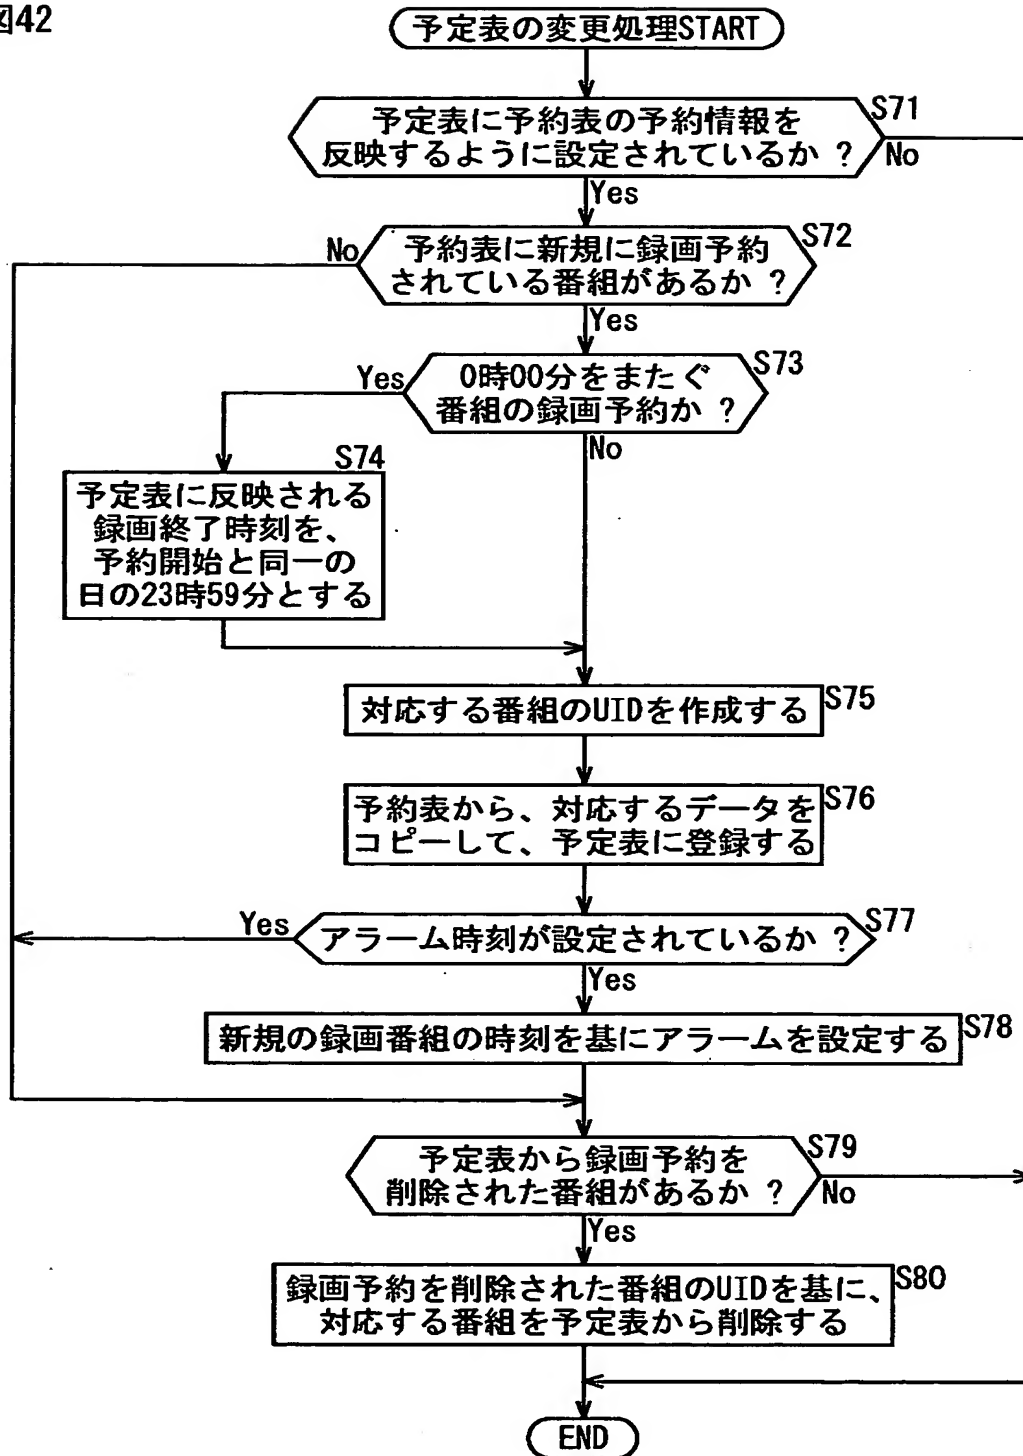 図42
予定表の変更処理START
予定表に予約表の予約情報を
反映するように設定されているか ?
S71
No
Yes
予約表に新規に録画予約
されている番組があるか ?
S72
No
Yes
0時00分をまたぐ
番組の録画予約か ?
S73
Yes
No
S74
予定表に反映される
録画終了時刻を、
予約開始と同一の
日の23時59分とする
対応する番組のUIDを作成する
S75
予約表から、対応するデータを
コピーして、予定表に登録する
S76
アラーム時刻が設定されているか ?
S77
Yes
Yes
新規の録画番組の時刻を基にアラームを設定する
S78
予定表から録画予約を
削除された番組があるか ?
S79
No
Yes
録画予約を削除された番組のUIDを基に、
対応する番組を予定表から削除する
S80
END